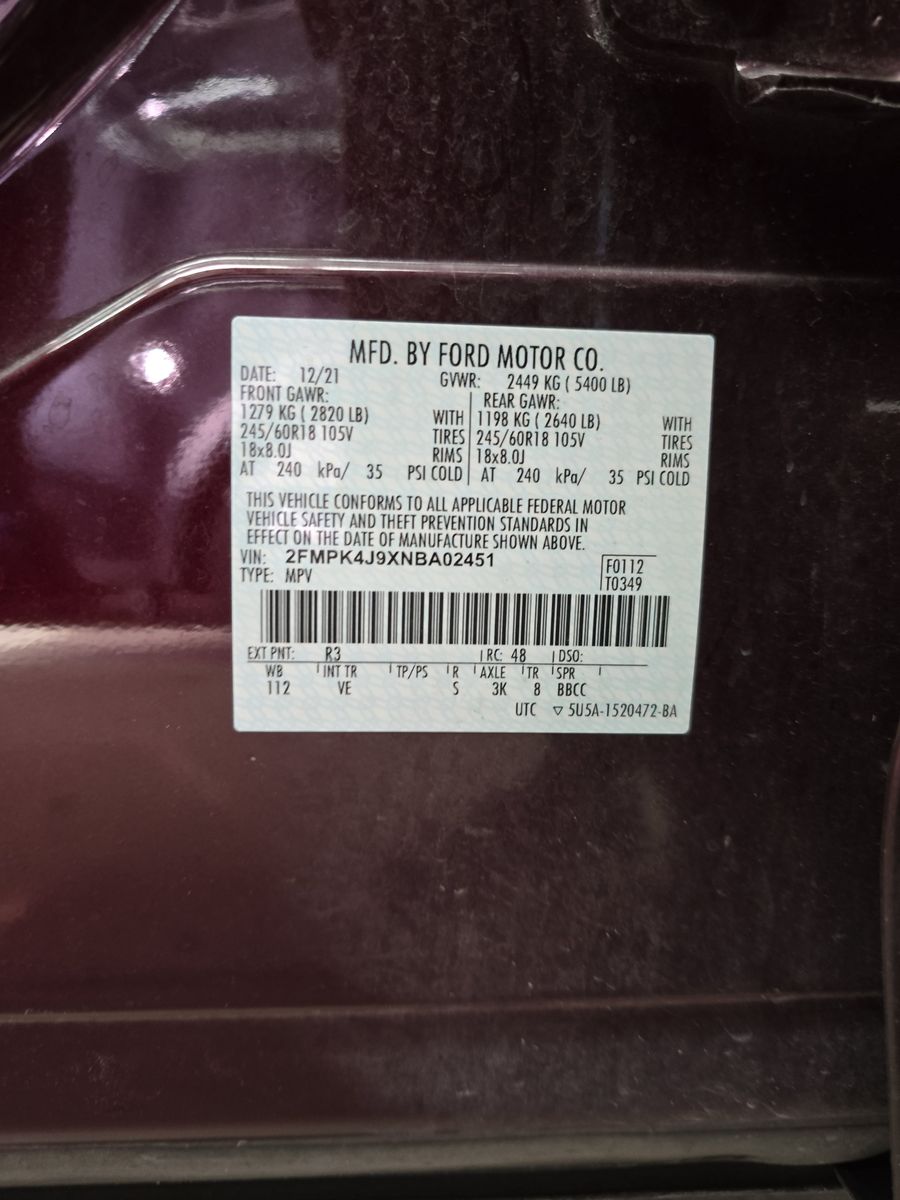 MFD. BY FORD MOTOR CO.
DATE: 12/21 GVWR: 2449 KG ( 5400 LB)
FRONT GAWR: REAR GAWR:
1279 KG ( 2820 LB) WITH 1198 KG ( 2640 LB) WITH
245/60R18 105V TIRES 245/60R18 105V TIRES
18x8.0J RIMS 18x8.0J RIMS
AT 240 kPa/ 35 PSI COLD AT 240 kPa/ 35 PSI COLD
THIS VEHICLE CONFORMS TO ALL APPLICABLE FEDERAL MOTOR
VEHICLE SAFETY AND THEFT PREVENTION STANDARDS IN
EFFECT ON THE DATE OF MANUFACTURE SHOWN ABOVE.
VIN: 2FMPK4J9XNBA02451 F0112
TYPE: MPV T0349
EXT PNT: R3 RC: 48 DSO:
WB INT TR TP/PS R AXLE TR SPR
112 VE S 3K 8 BBCC
UTC ▽ 5U5A-1520472-BA